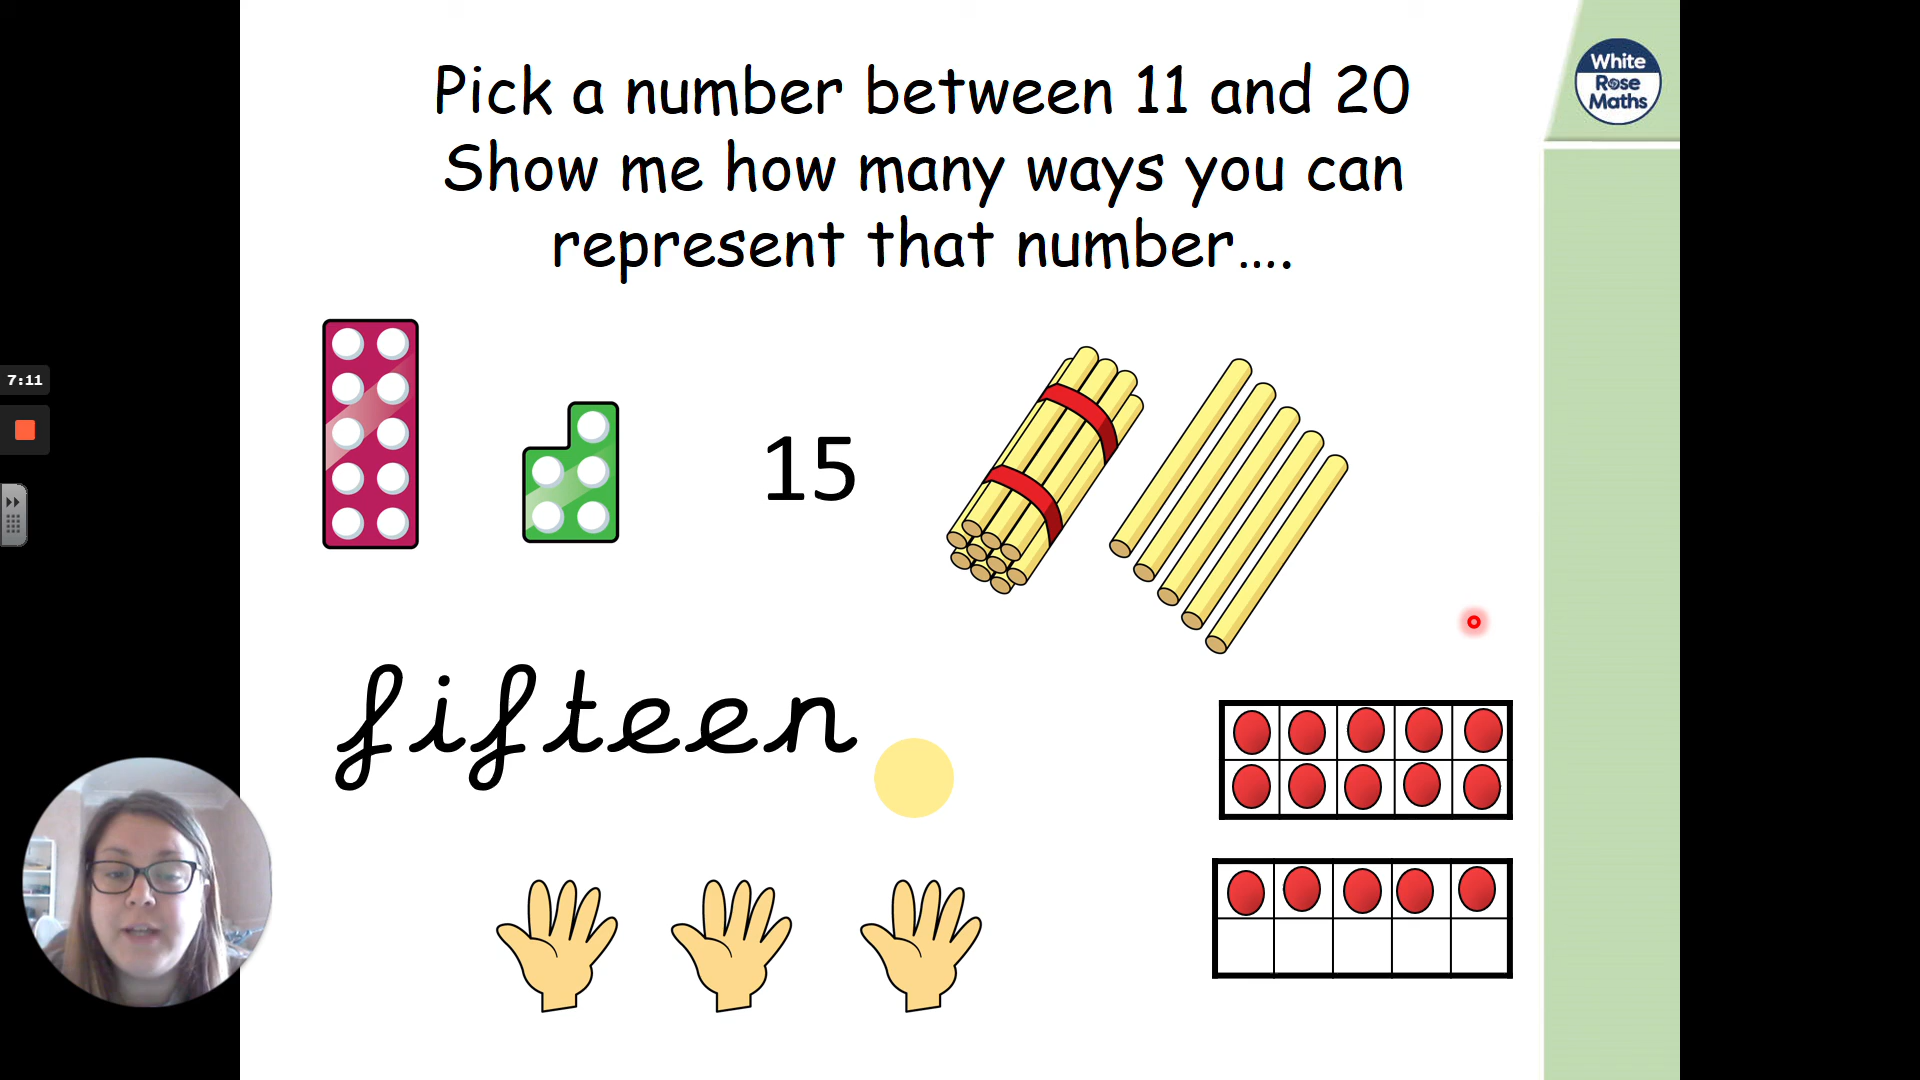 Pick a number between 11 and 20
Show me how many ways you can
represent that number....
White
Rose
Maths
7:11
15
fifteen